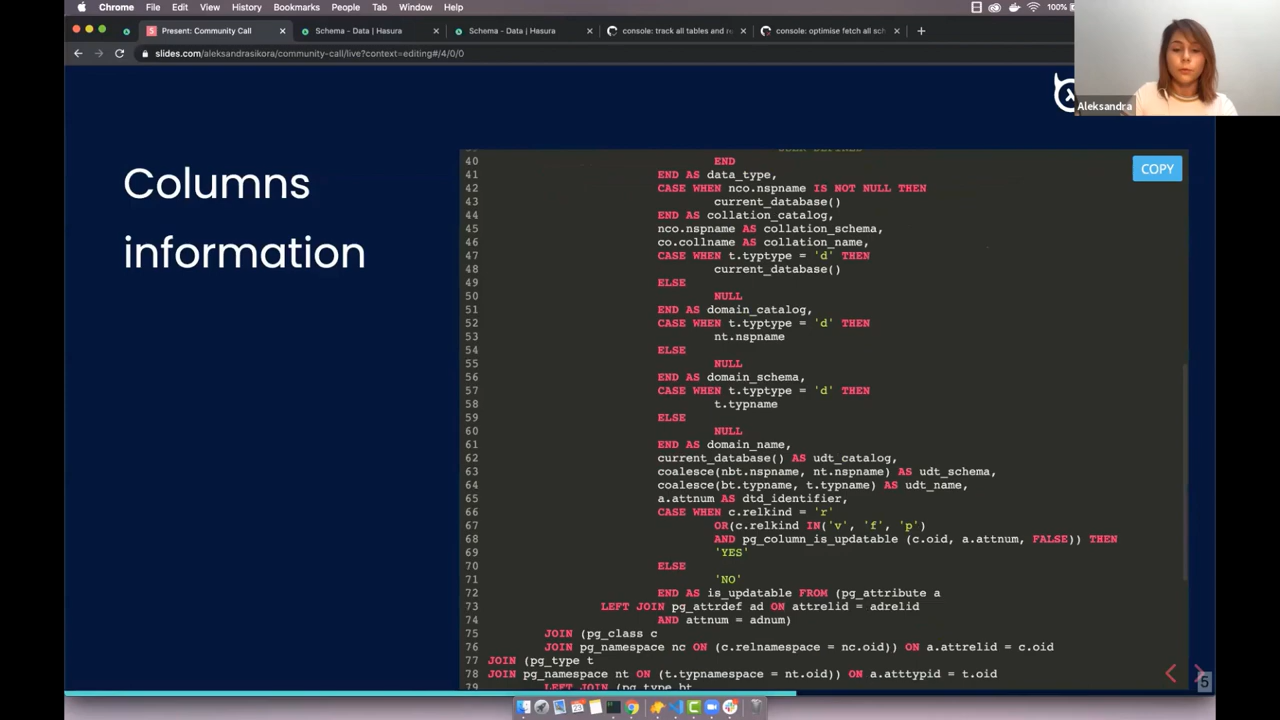 Chrome File Edit View History Bookmarks People Tab Window Help 100%
Present: Community Call
Schema - Data | Hasura
Schema - Data | Hasura
console: track all tables and re
console: optimise fetch all sch
slides.com/aleksandrasikora/community-call/live?context=editing#/4/0/0
Aleksandra
Columns
information
COPY
40 END
41 END AS data_type,
42 CASE WHEN nco.nspname IS NOT NULL THEN
43 current_database()
44 END AS collation_catalog,
45 nco.nspname AS collation_schema,
46 co.collname AS collation_name,
47 CASE WHEN t.typtype = 'd' THEN
48 current_database()
49 ELSE
50 NULL
51 END AS domain_catalog,
52 CASE WHEN t.typtype = 'd' THEN
53 nt.nspname
54 ELSE
55 NULL
56 END AS domain_schema,
57 CASE WHEN t.typtype = 'd' THEN
58 t.typname
59 ELSE
60 NULL
61 END AS domain_name,
62 current_database() AS udt_catalog,
63 coalesce(nbt.nspname, nt.nspname) AS udt_schema,
64 coalesce(bt.typname, t.typname) AS udt_name,
65 a.attnum AS dtd_identifier,
66 CASE WHEN c.relkind = 'r'
67 OR(c.relkind IN('v', 'f', 'p')
68 AND pg_column_is_updatable (c.oid, a.attnum, FALSE)) THEN
69 'YES'
70 ELSE
71 'NO'
72 END AS is_updatable FROM (pg_attribute a
73 LEFT JOIN pg_attrdef ad ON attrelid = adrelid
74 AND attnum = adnum)
75 JOIN (pg_class c
76 JOIN pg_namespace nc ON (c.relnamespace = nc.oid)) ON a.attrelid = c.oid
77 JOIN (pg_type t
78 JOIN pg_namespace nt ON (t.typnamespace = nt.oid)) ON a.atttypid = t.oid
79 LEFT JOIN (pg_type bt
5